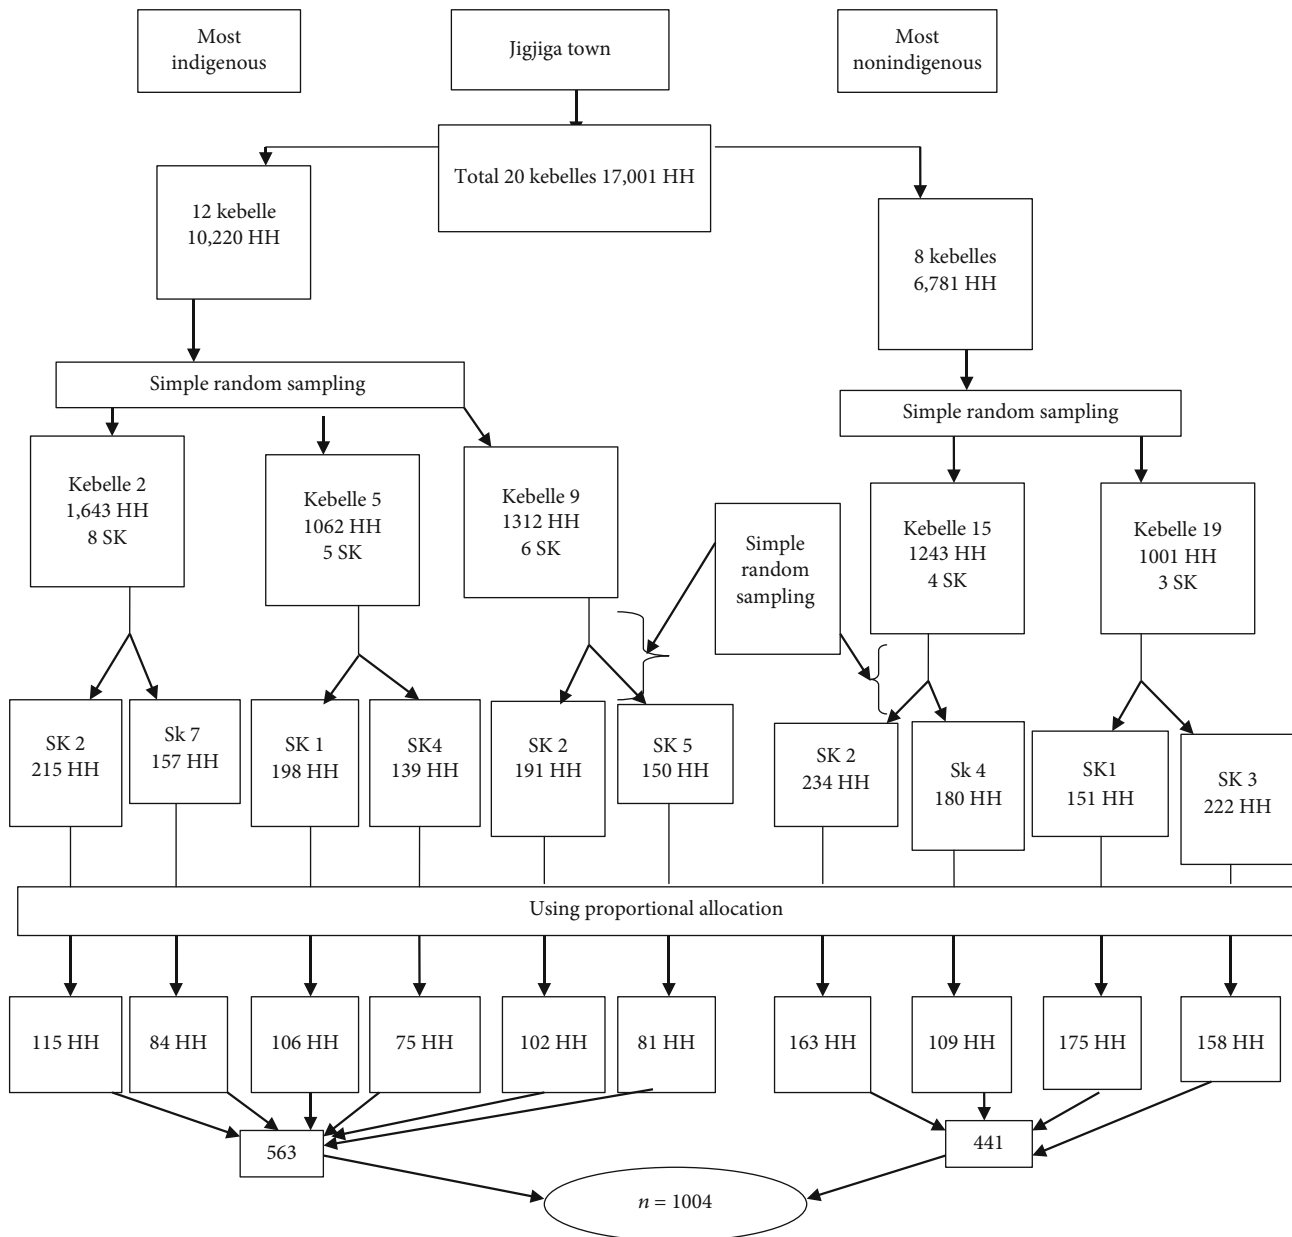 Most
indigenous
Jigjiga town
Most
nonindigenous
Total 20 kebelles 17,001 HH
12 kebelle
10,220 HH
8 kebelles
6,781 HH
Simple random sampling
Simple random sampling
Kebelle 2
1,643 HH
8 SK
Kebelle 5
1062 HH
5 SK
Kebelle 9
1312 HH
6 SK
Simple
random
sampling
Kebelle 15
1243 HH
4 SK
Kebelle 19
1001 HH
3 SK
SK 2
215 HH
Sk 7
157 HH
SK 1
198 HH
SK4
139 HH
SK 2
191 HH
SK 5
150 HH
SK 2
234 HH
Sk 4
180 HH
SK1
151 HH
SK 3
222 HH
Using proportional allocation
115 HH
84 HH
106 HH
75 HH
102 HH
81 HH
163 HH
109 HH
175 HH
158 HH
563
441
n = 1004